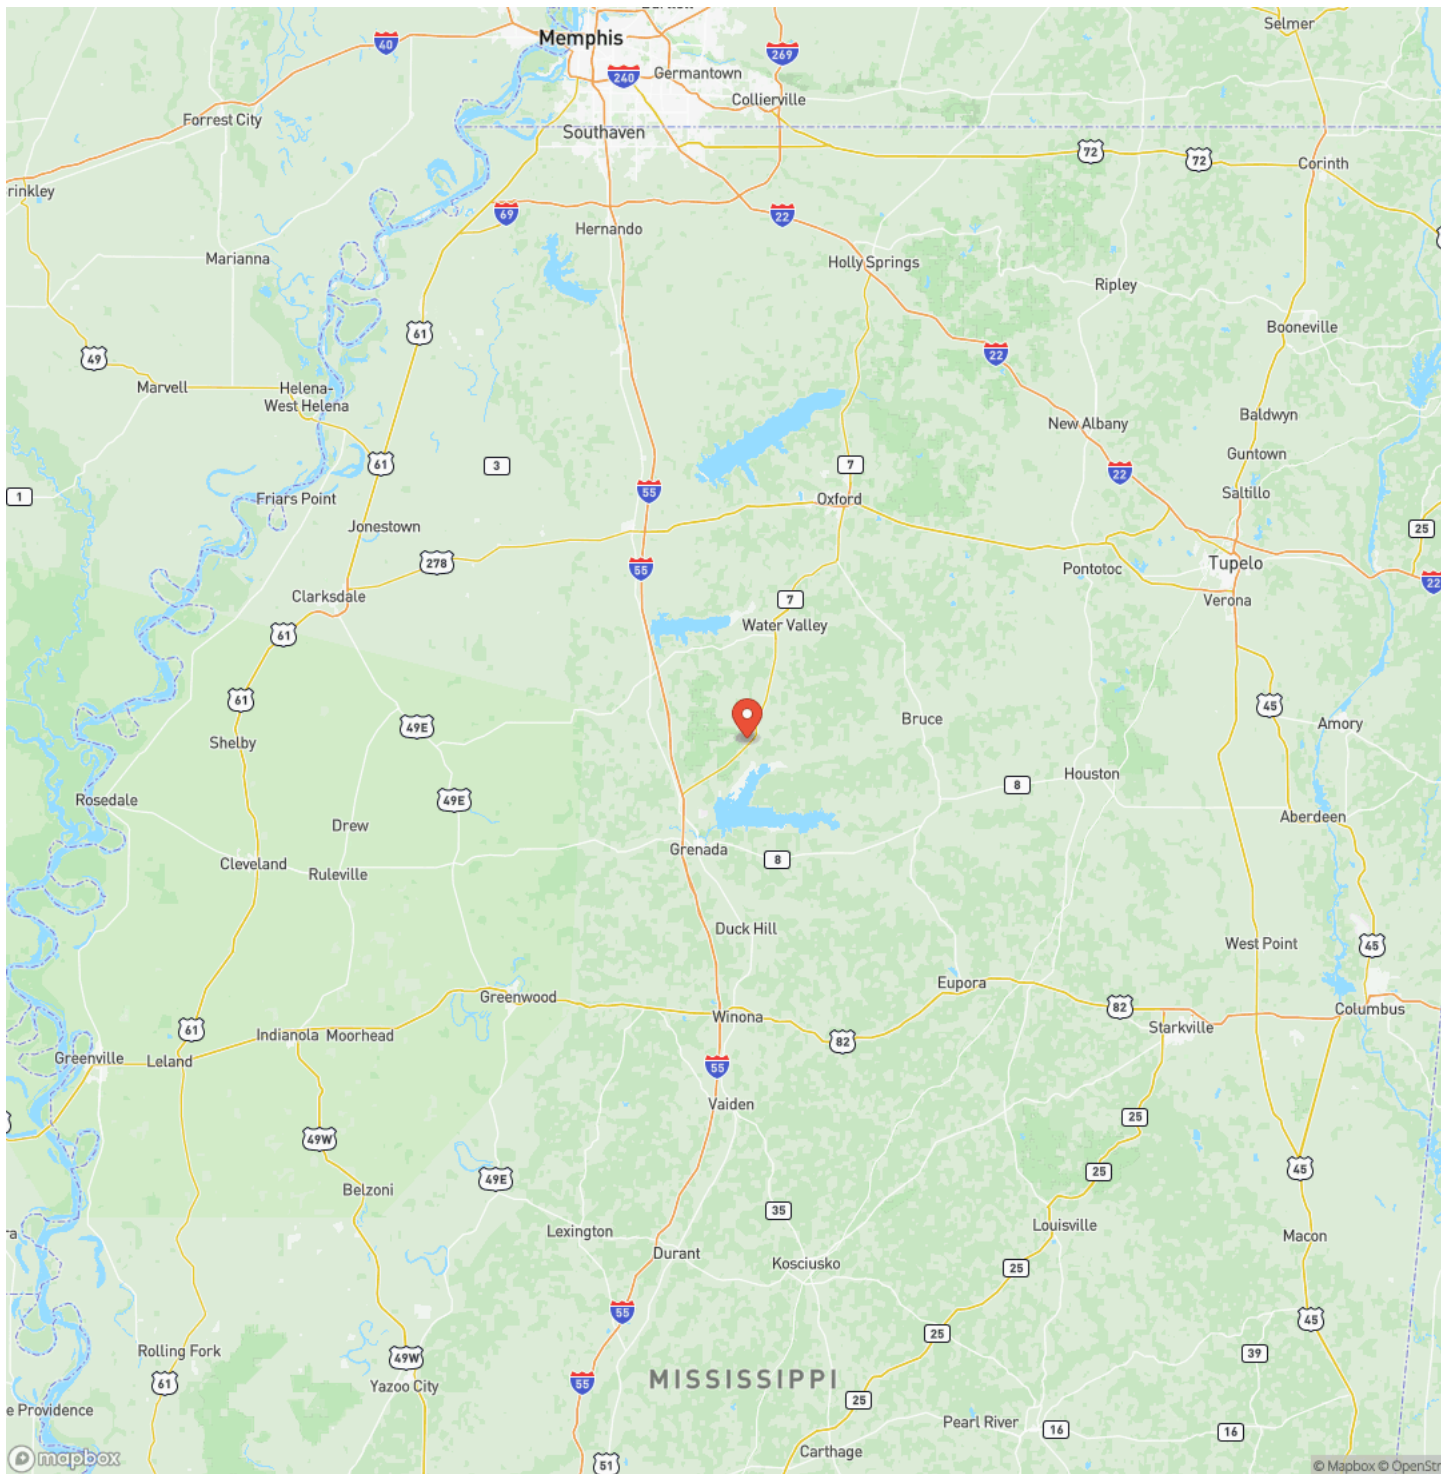 Selmer
Memphis
40
269
240
Germantown
Collierville
Forrest City
Southaven
72
72
Corinth
rinkley
69
22
Hernando
Marianna
Holly Springs
Ripley
61
Booneville
49
22
Marvell
Helena-
West Helena
Baldwyn
New Albany
Guntown
61
3
7
22
1
Friars Point
55
Oxford
Saltillo
Jonestown
25
278
55
Pontotoc
Tupelo
22
Clarksdale
7
Verona
61
Water Valley
61
49E
Bruce
45
Amory
Shelby
Houston
Rosedale
49E
8
Drew
Aberdeen
Cleveland
Ruleville
Grenada
8
Duck Hill
West Point
45
Eupora
Greenwood
82
Columbus
61
Indianola
Moorhead
Winona
82
Starkville
Greenville
Leland
55
Vaiden
25
49W
25
45
Belzoni
49E
35
Lexington
Louisville
Macon
Durant
Kosciusko
25
55
45
25
Rolling Fork
49W
39
61
Yazoo City
55
MISSISSIPPI
25
e Providence
Pearl River
16
16
Carthage
51
mapbox
© Mapbox © OpenStr